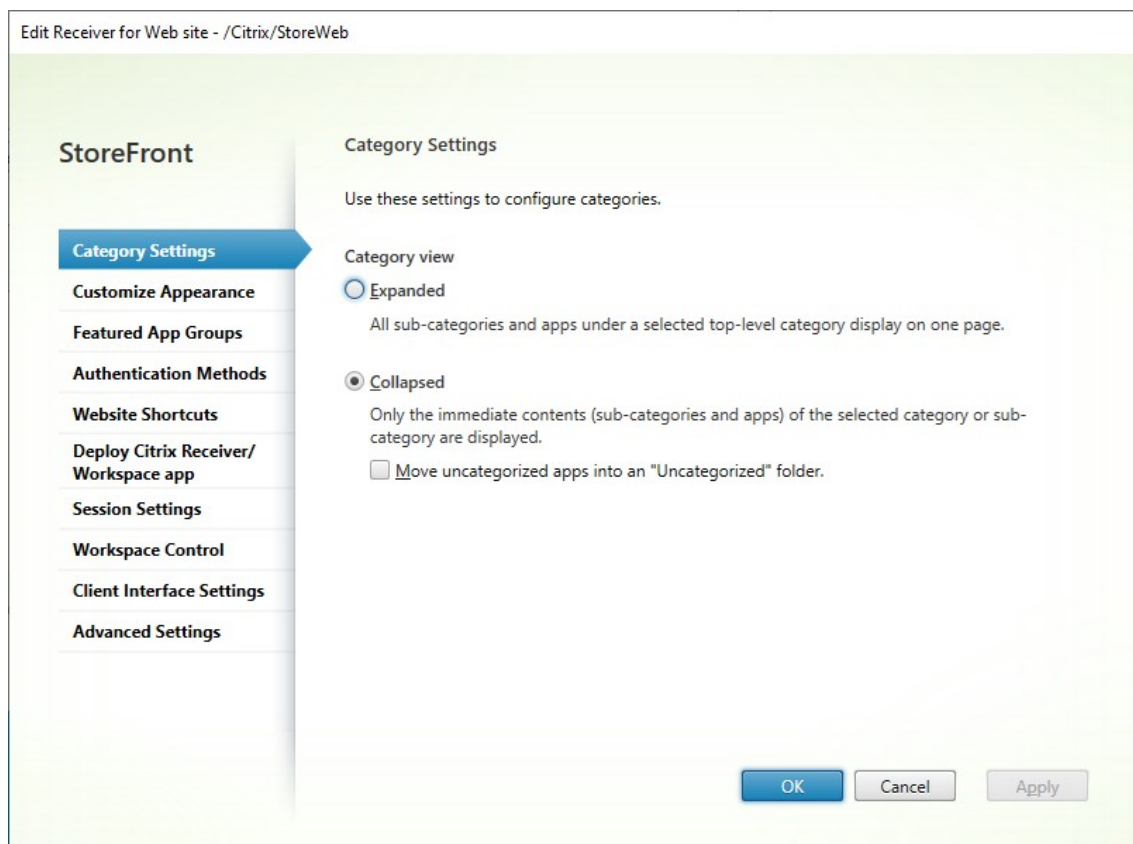 Edit Receiver for Web site - /Citrix/StoreWeb
StoreFront
Category Settings
Customize Appearance
Featured App Groups
Authentication Methods
Website Shortcuts
Deploy Citrix Receiver/
Workspace app
Session Settings
Workspace Control
Client Interface Settings
Advanced Settings
Category Settings
Use these settings to configure categories.
Category view
Expanded
All sub-categories and apps under a selected top-level category display on one page.
Collapsed
Only the immediate contents (sub-categories and apps) of the selected category or sub-
category are displayed.
Move uncategorized apps into an "Uncategorized" folder.
OK
Cancel
Apply